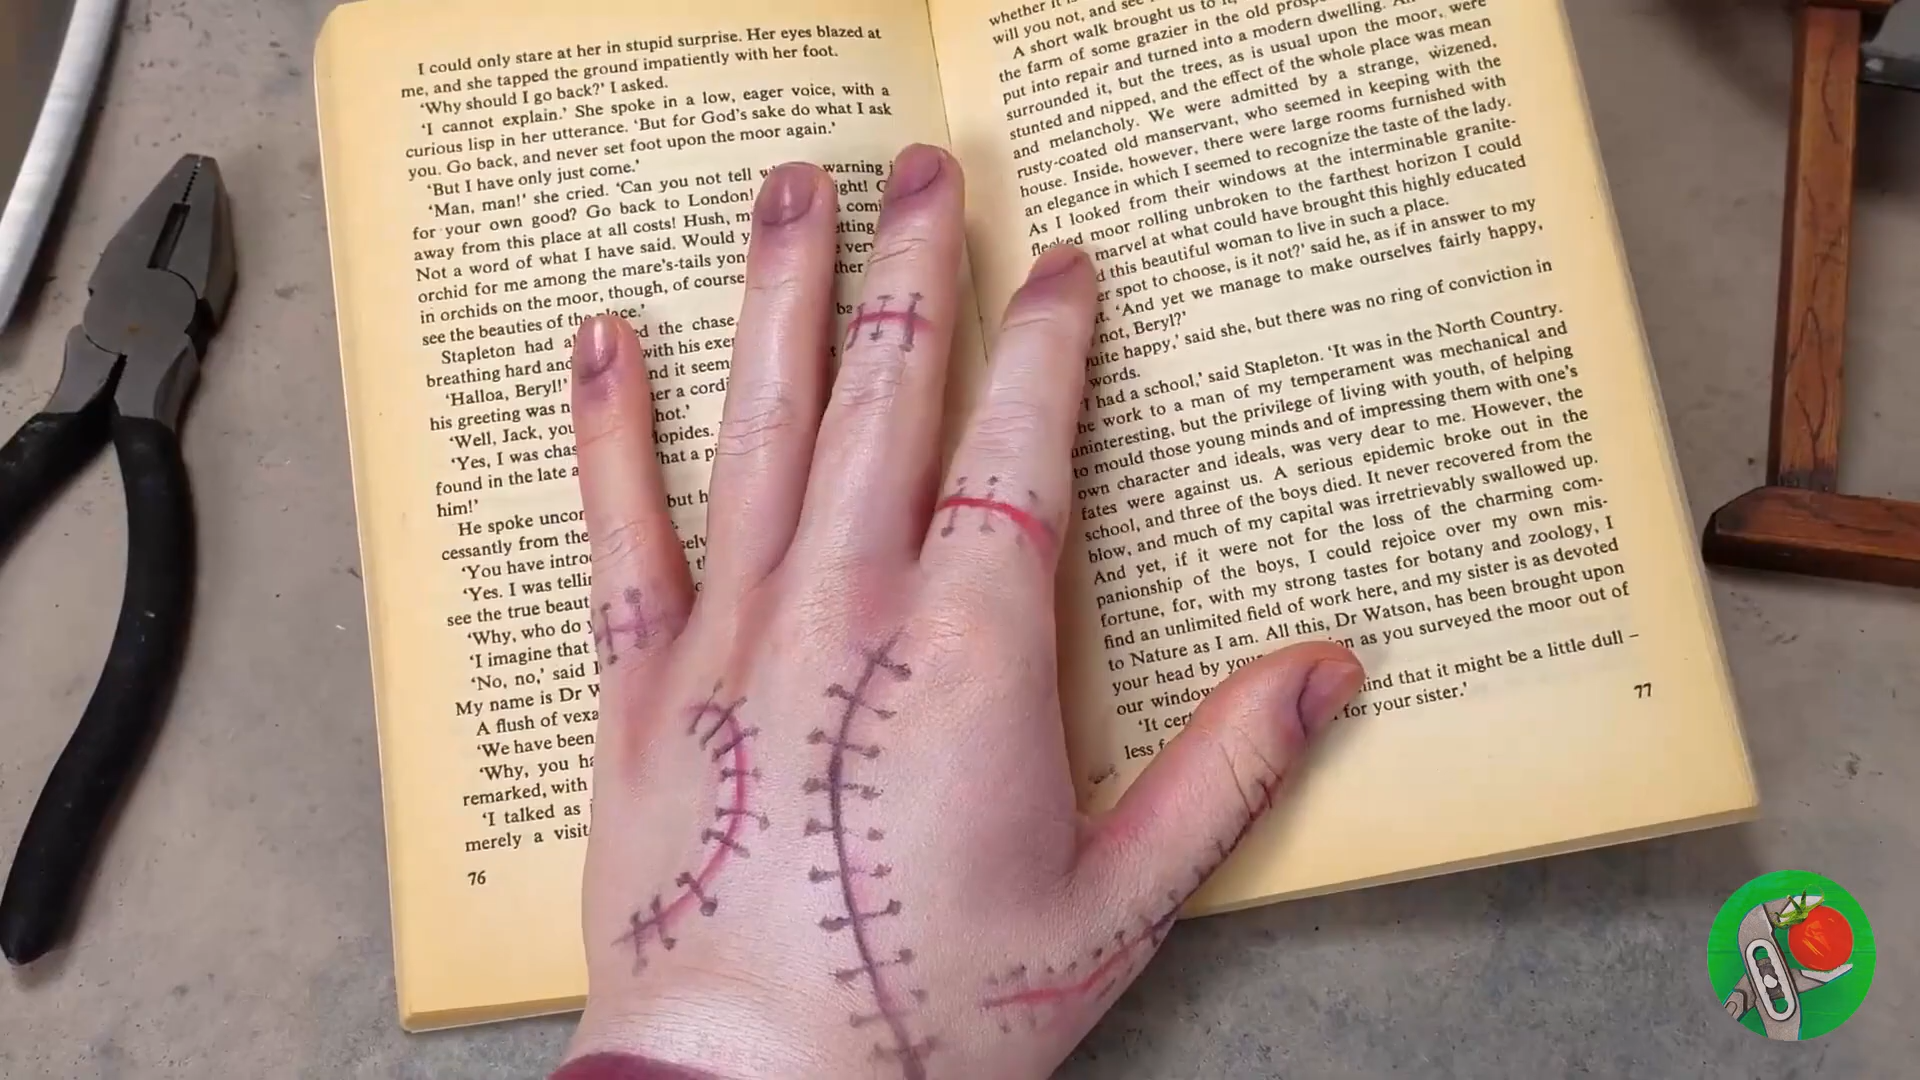 I could only stare at her in stupid surprise. Her eyes blazed at
me, and she tapped the ground impatiently with her foot.
'Why should I go back?' I asked.
'I cannot explain.' She spoke in a low, eager voice, with a
curious lisp in her utterance. 'But for God's sake do what I ask
you. Go back, and never set foot upon the moor again.'
'But I have only just come.'
'Man, man!' she cried. 'Can you not tell warning
for your own good? Go back to London!
away from this place at all costs! Hush,
Not a word of what I have said. Would
orchid for me among the mare's-tails
in orchids on the moor, though, of course
see the beauties of the place.'
Stapleton had the chase,
breathing hard and with his
'Halloa, Beryl!' and it
his greeting was
'Well, Jack, you
'Yes, I was
found in the late a
him!'
He spoke but
cessantly from the
'You have
'Yes. I was
see the true
'Why, who do
'I imagine that
'No, no,' said
My name is Dr
A flush of
'We have been
'Why, you
remarked, with
'I talked as
merely a
76
whether it
will you not, and see
A short walk brought us to it,
the farm of some grazier in the old
put into repair and turned into a modern dwelling.
surrounded it, but the trees, as is usual upon the moor, were
stunted and nipped, and the effect of the whole place was mean
and melancholy. We were admitted by a strange, wizened,
rusty-coated old manservant, who seemed in keeping with the
house. Inside, however, there were large rooms furnished with
an elegance in which I seemed to recognize the taste of the lady.
As I looked from their windows at the interminable granite-
flecked moor rolling unbroken to the farthest horizon I could
marvel at what could have brought this highly educated
this beautiful woman to live in such a place.
spot to choose, is it not?' said he, as if in answer to my
'And yet we manage to make ourselves fairly happy,
not, Beryl?'
happy,' said she, but there was no ring of conviction in
words.
'I had a school,' said Stapleton. 'It was in the North Country.
work to a man of my temperament was mechanical and
uninteresting, but the privilege of living with youth, of helping
to mould those young minds and of impressing them with one's
own character and ideals, was very dear to me. However, the
fates were against us. A serious epidemic broke out in the
school, and three of the boys died. It never recovered from the
blow, and much of my capital was irretrievably swallowed up.
And yet, if it were not for the loss of the charming com-
panionship of the boys, I could rejoice over my own mis-
fortune, for, with my strong tastes for botany and zoology, I
find an unlimited field of work here, and my sister is as devoted
to Nature as I am. All this, Dr Watson, has been brought upon
your head by your as you surveyed the moor out of
our that it might be a little dull –
'It for your sister.'
less
77